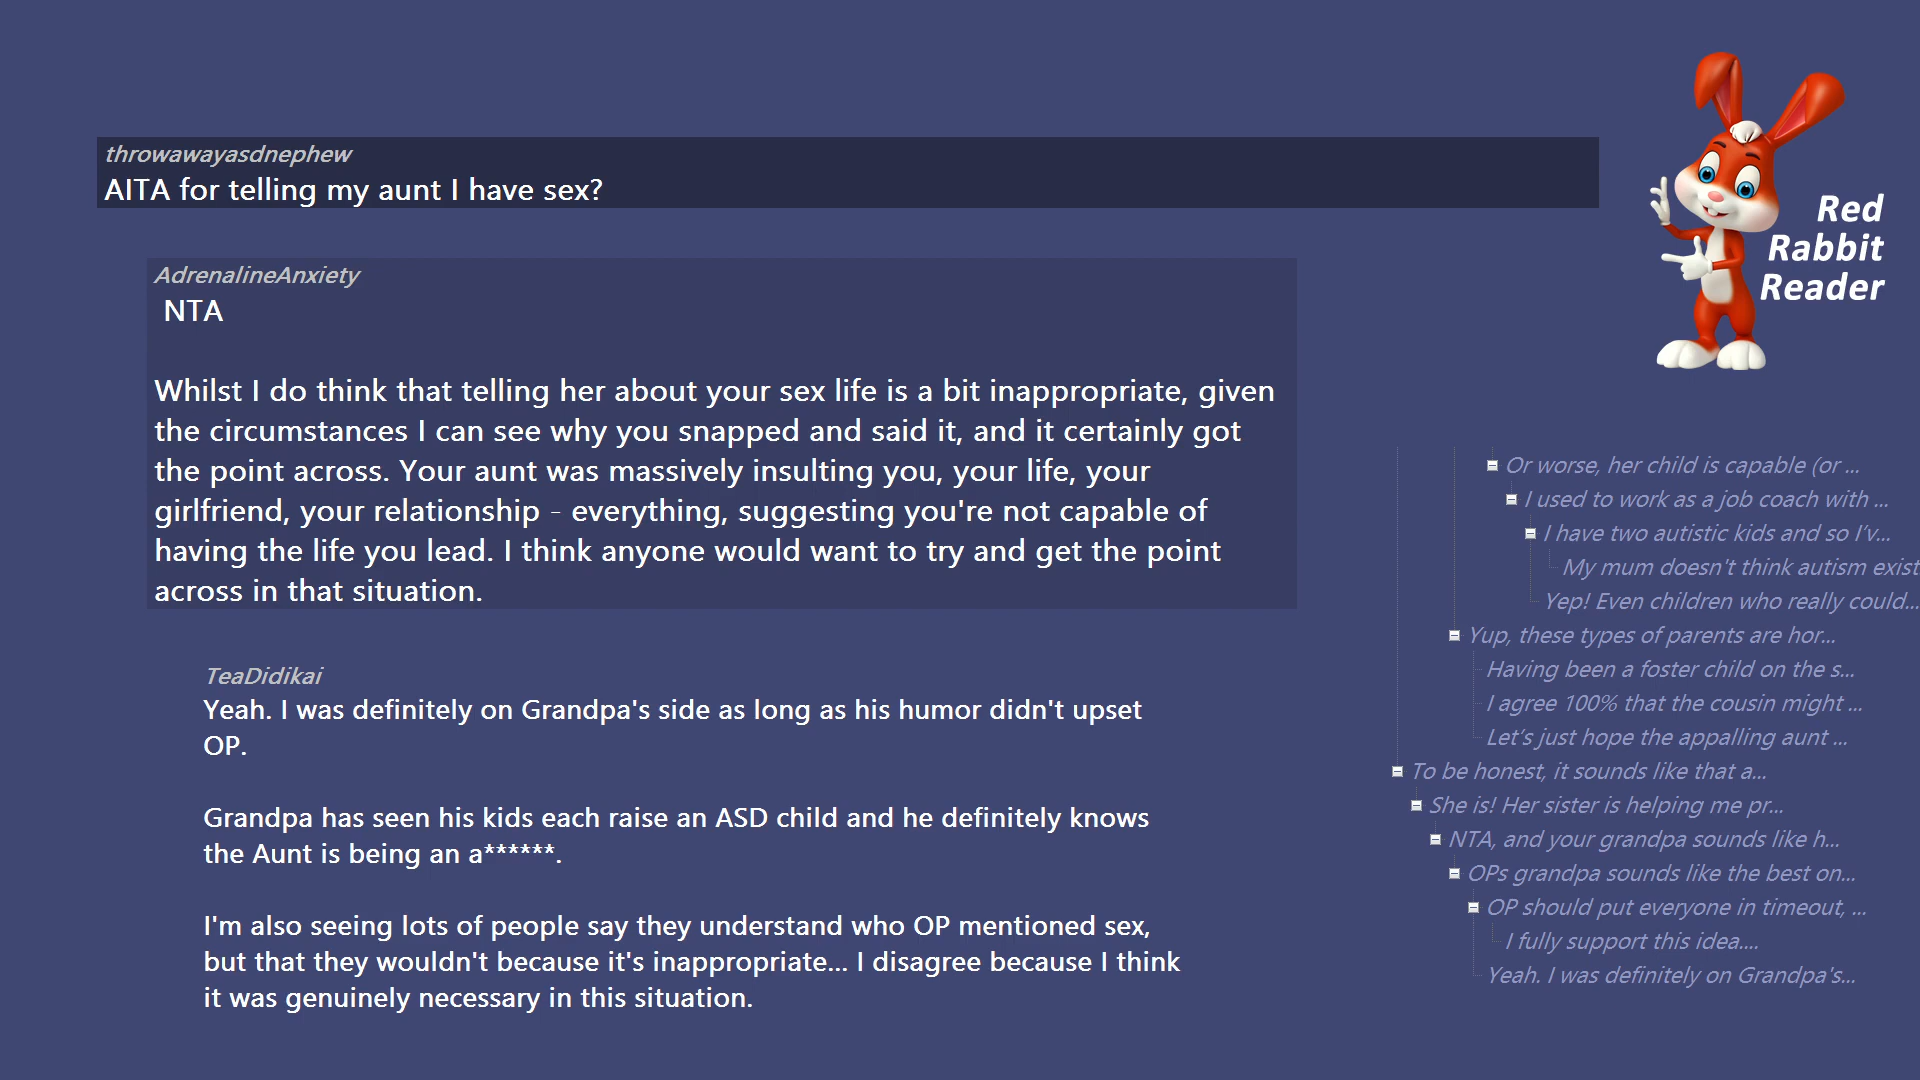 throwawayasdnephew
AITA for telling my aunt I have sex?
AdrenalineAnxiety
NTA
Whilst I do think that telling her about your sex life is a bit inappropriate, given
the circumstances I can see why you snapped and said it, and it certainly got
the point across. Your aunt was massively insulting you, your life, your
girlfriend, your relationship - everything, suggesting you're not capable of
having the life you lead. I think anyone would want to try and get the point
across in that situation.
TeaDidikai
Yeah. I was definitely on Grandpa's side as long as his humor didn't upset
OP.
Grandpa has seen his kids each raise an ASD child and he definitely knows
the Aunt is being an a******.
I'm also seeing lots of people say they understand who OP mentioned sex,
but that they wouldn't because it's inappropriate... I disagree because I think
it was genuinely necessary in this situation.
Red
Rabbit
Reader
Or worse, her child is capable (or ...
I used to work as a job coach with ...
I have two autistic kids and so I'v...
My mum doesn't think autism exist
Yep! Even children who really could...
Yup, these types of parents are hor...
Having been a foster child on the s...
I agree 100% that the cousin might ...
Let’s just hope the appalling aunt ...
To be honest, it sounds like that a...
She is! Her sister is helping me pr...
NTA, and your grandpa sounds like h...
OPs grandpa sounds like the best on...
OP should put everyone in timeout, ...
I fully support this idea....
Yeah. I was definitely on Grandpa's...